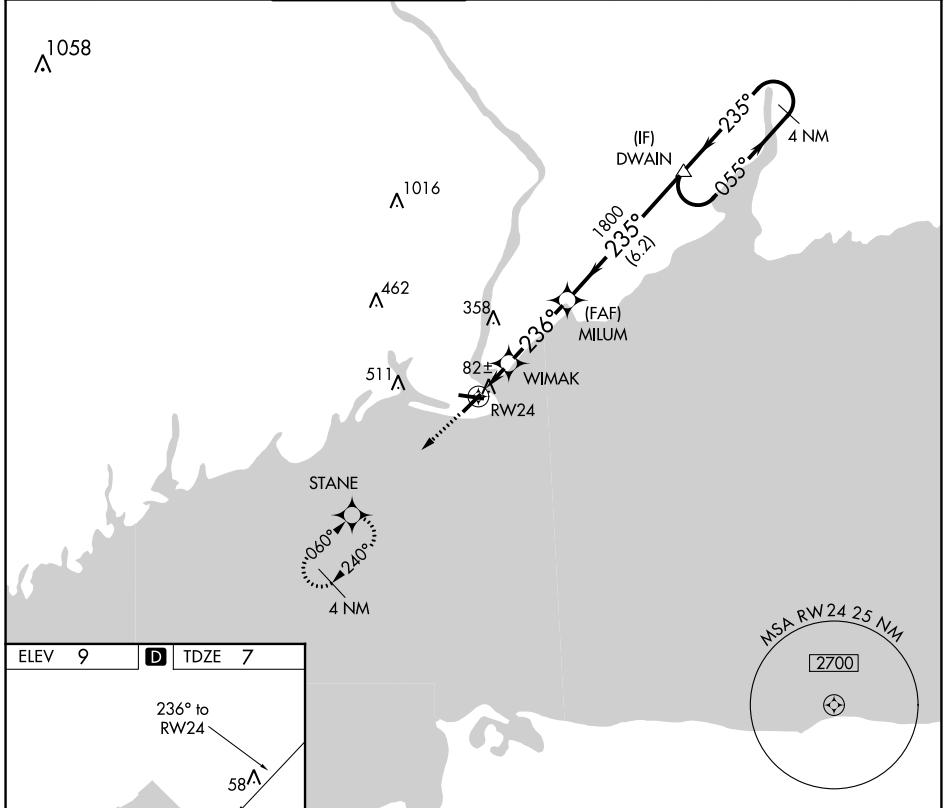 1058
235°
4 NM
(IF)
DWAIN
055°
1016
1800
235°
(6.2)
462
358
(FAF)
MILUM
236°
511
82±
WIMAK
RW24
STANE
060°
240°
4 NM
MSA RW24 25 NM
2700
ELEV 9 D TDZE 7
236° to
RW24
58